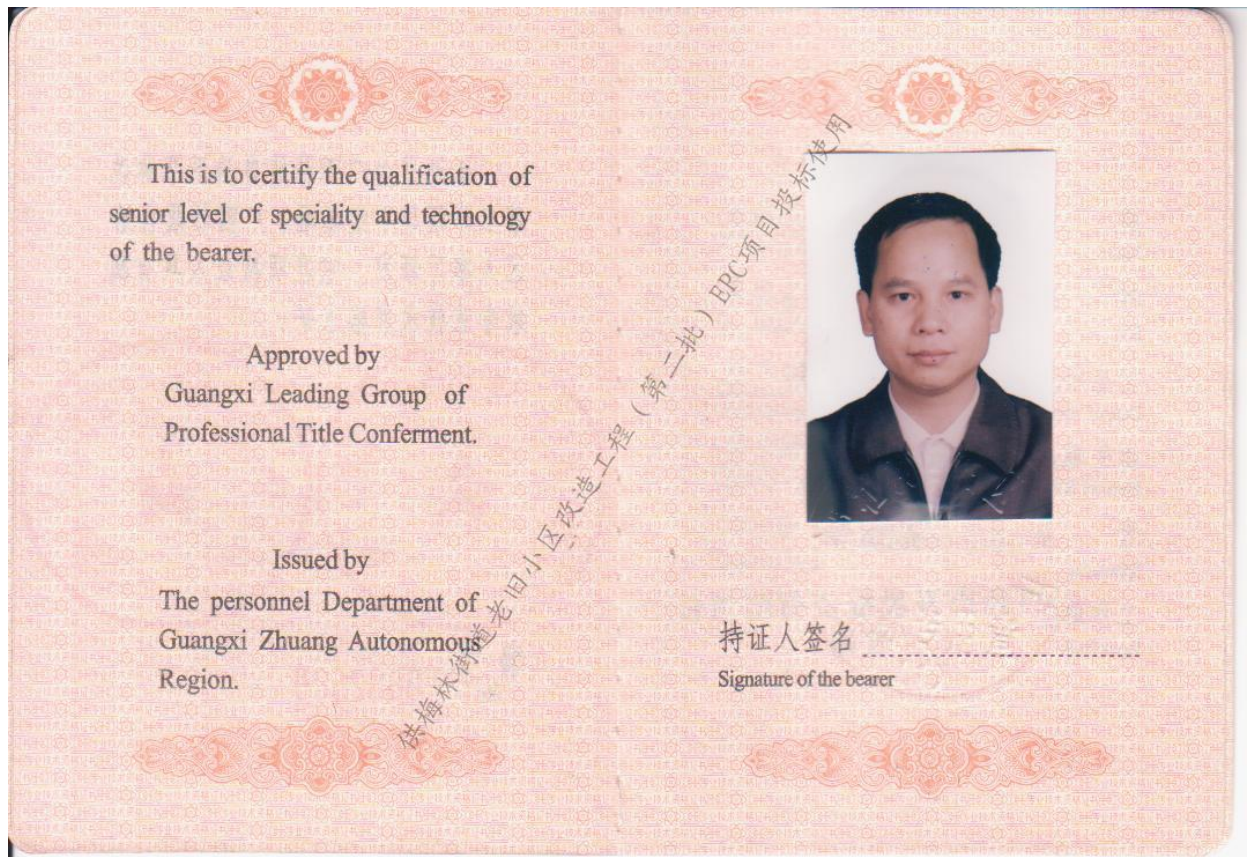 This is to certify the qualification of
senior level of speciality and technology
of the bearer.
Approved by
Guangxi Leading Group of
Professional Title Conferment.
Issued by
The personnel Department of
Guangxi Zhuang Autonomous
Region.
供梅林街道老旧小区改造工程（第二批）EPC项目投标使用
持证人签名
Signature of the bearer